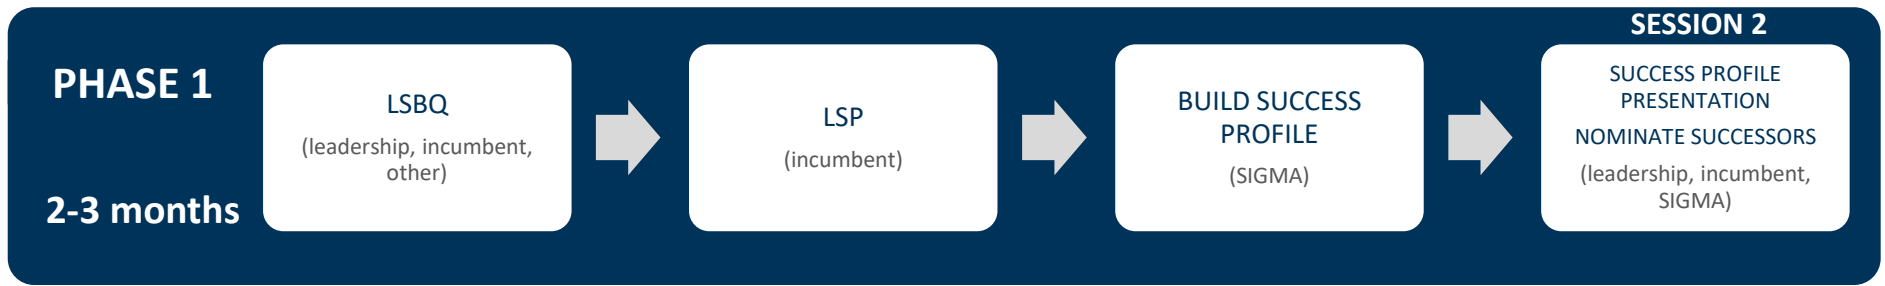 PHASE 1
2-3 months
LSBQ
(leadership, incumbent,
other)
LSP
(incumbent)
BUILD SUCCESS
PROFILE
(SIGMA)
SESSION 2
SUCCESS PROFILE
PRESENTATION
NOMINATE SUCCESSORS
(leadership, incumbent,
SIGMA)